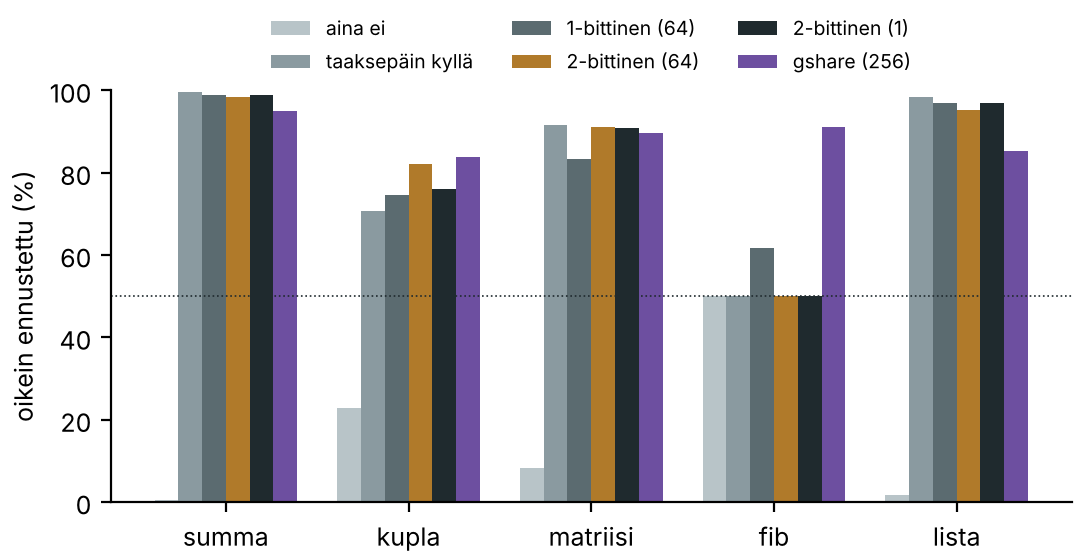 aina ei
1-bittinen (64)
2-bittinen (1)
taaksepäin kyllä
2-bittinen (64)
gshare (256)
oikein ennustettu (%)
100
80
60
40
20
0
summa
kupla
matriisi
fib
lista